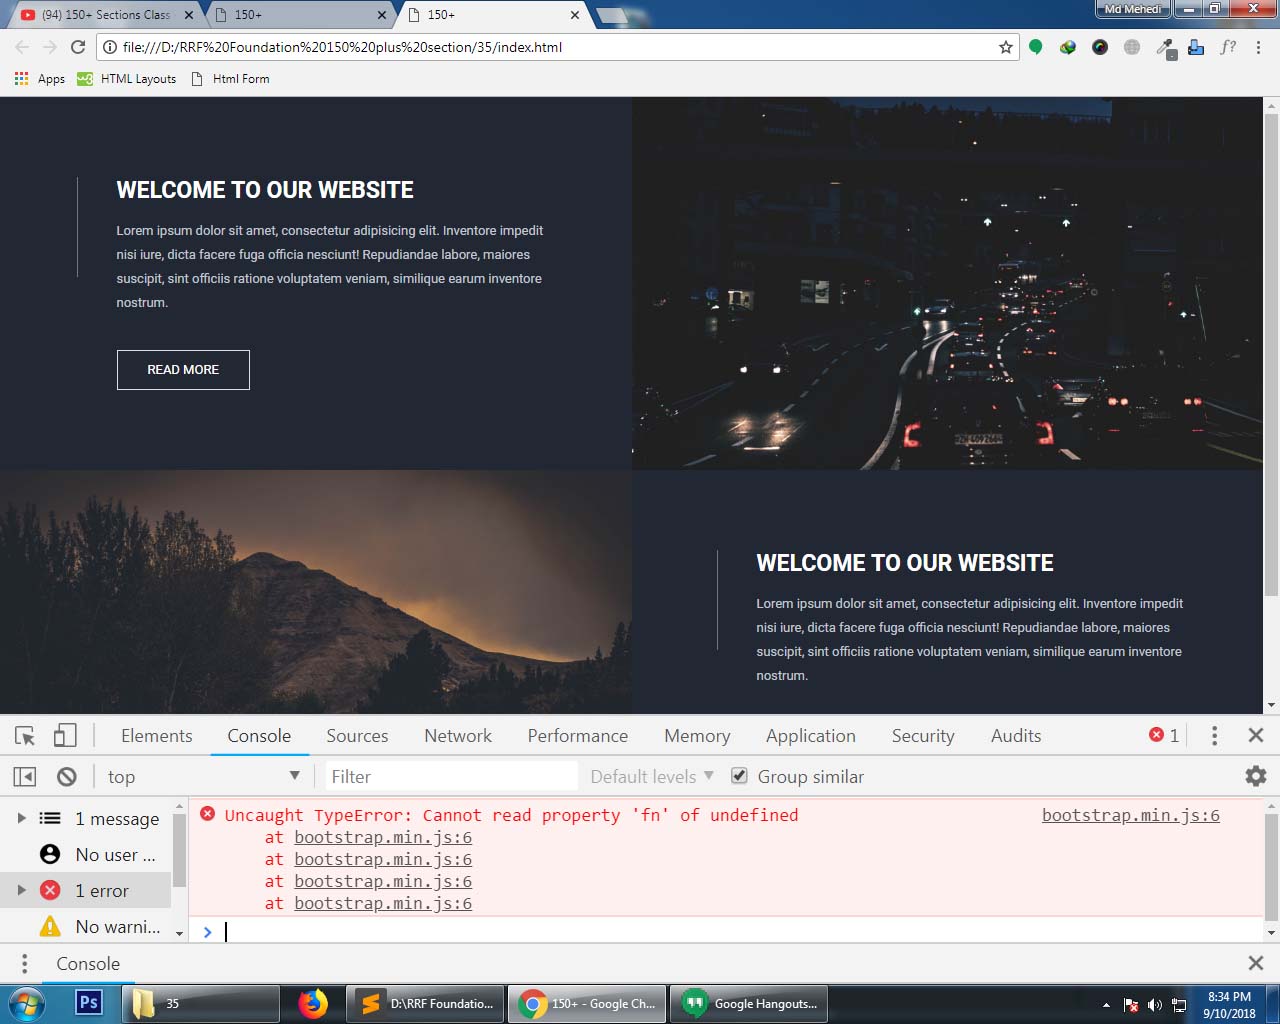 (94) 150+ Sections Class
150+
150+
Md Mehedi
file:///D:/RRF%20Foundation%20150%20plus%20section/35/index.html
f?
Apps
w3
HTML Layouts
Html Form
WELCOME TO OUR WEBSITE
Lorem ipsum dolor sit amet, consectetur adipisicing elit. Inventore impedit
nisi iure, dicta facere fuga officia nesciunt! Repudiandae labore, maiores
suscipit, sint officiis ratione voluptatem veniam, similique earum inventore
nostrum.
READ MORE
WELCOME TO OUR WEBSITE
Lorem ipsum dolor sit amet, consectetur adipisicing elit. Inventore impedit
nisi iure, dicta facere fuga officia nesciunt! Repudiandae labore, maiores
suscipit, sint officiis ratione voluptatem veniam, similique earum inventore
nostrum.
Elements
Console
Sources
Network
Performance
Memory
Application
Security
Audits
1
top
Filter
Default levels
Group similar
1 message
No user ...
1 error
No warni...
Uncaught TypeError: Cannot read property 'fn' of undefined
bootstrap.min.js:6
at bootstrap.min.js:6
at bootstrap.min.js:6
at bootstrap.min.js:6
at bootstrap.min.js:6
>
Console
Ps
35
D:\RRF Foundatio...
150+ - Google Ch...
Google Hangouts...
8:34 PM
9/10/2018